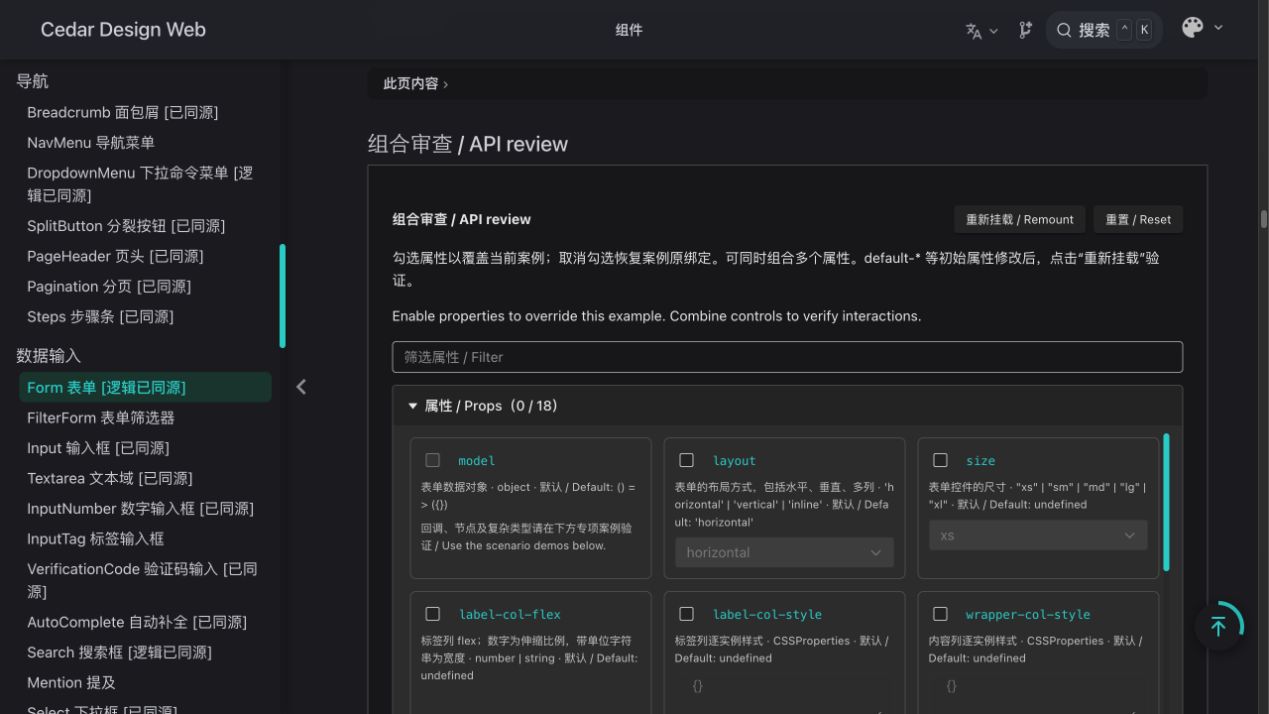 Cedar Design Web
组件
搜索
^
K
导航
Breadcrumb 面包屑 [已同源]
NavMenu 导航菜单
DropdownMenu 下拉命令菜单 [逻
辑已同源]
SplitButton 分裂按钮 [已同源]
PageHeader 页头 [已同源]
Pagination 分页 [已同源]
Steps 步骤条 [已同源]
数据输入
Form 表单 [逻辑已同源]
FilterForm 表单筛选器
Input 输入框 [已同源]
Textarea 文本域 [已同源]
InputNumber 数字输入框 [已同源]
InputTag 标签输入框
VerificationCode 验证码输入 [已同
源]
AutoComplete 自动补全 [已同源]
Search 搜索框 [逻辑已同源]
Mention 提及
Select 下拉框 [已同源]
此页内容 ›
组合审查 / API review
组合审查 / API review
重新挂载 / Remount
重置 / Reset
勾选属性以覆盖当前案例；取消勾选恢复案例原绑定。可同时组合多个属性。default-* 等初始属性修改后，点击“重新挂载”验
证。
Enable properties to override this example. Combine controls to verify interactions.
筛选属性 / Filter
属性 / Props（0 / 18）
model
表单数据对象 · object · 默认 / Default: () =
> ({})
回调、节点及复杂类型请在下方专项案例验
证 / Use the scenario demos below.
layout
表单的布局方式，包括水平、垂直、多列 · 'h
orizontal' | 'vertical' | 'inline' · 默认 / Defa
ult: 'horizontal'
horizontal
size
表单控件的尺寸 · "xs" | "sm" | "md" | "lg" |
"xl" · 默认 / Default: undefined
xs
label-col-flex
标签列 flex；数字为伸缩比例，带单位字符
串为宽度 · number | string · 默认 / Default:
undefined
label-col-style
标签列逐实例样式 · CSSProperties · 默认 /
Default: undefined
{}
wrapper-col-style
内容列逐实例样式 · CSSProperties · 默认 /
Default: undefined
{}